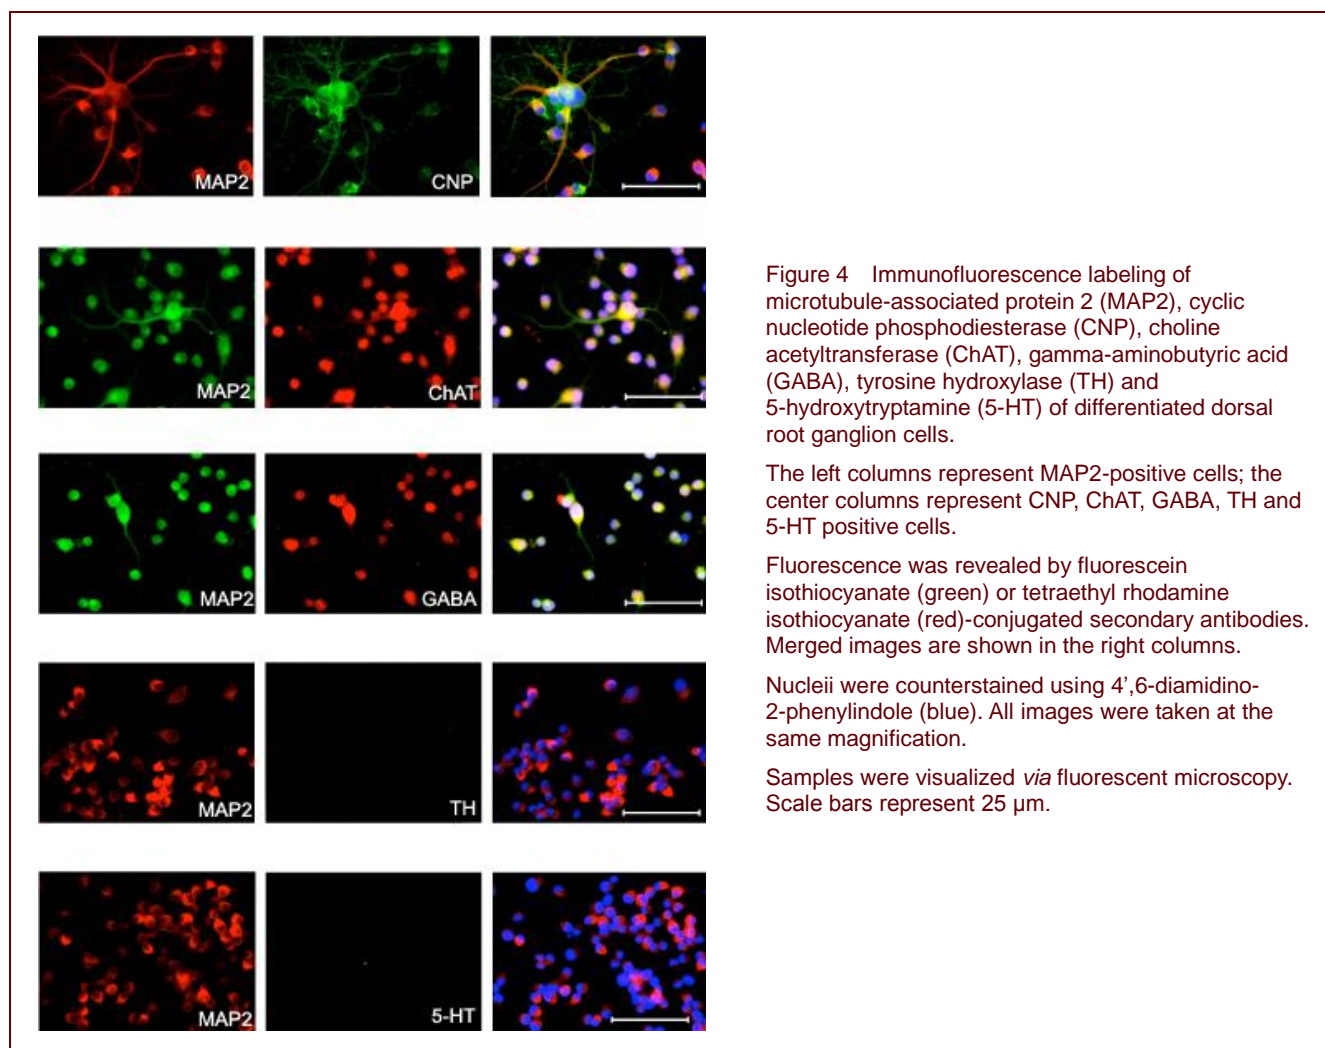 MAP2 CNP
MAP2 ChAT
MAP2 GABA
MAP2 TH
MAP2 5-HT
Figure 4 Immunofluorescence labeling of
microtubule-associated protein 2 (MAP2), cyclic
nucleotide phosphodiesterase (CNP), choline
acetyltransferase (ChAT), gamma-aminobutyric acid
(GABA), tyrosine hydroxylase (TH) and
5-hydroxytryptamine (5-HT) of differentiated dorsal
root ganglion cells.
The left columns represent MAP2-positive cells; the
center columns represent CNP, ChAT, GABA, TH and
5-HT positive cells.
Fluorescence was revealed by fluorescein
isothiocyanate (green) or tetraethyl rhodamine
isothiocyanate (red)-conjugated secondary antibodies.
Merged images are shown in the right columns.
Nucleii were counterstained using 4’,6-diamidino-
2-phenylindole (blue). All images were taken at the
same magnification.
Samples were visualized via fluorescent microscopy.
Scale bars represent 25 µm.